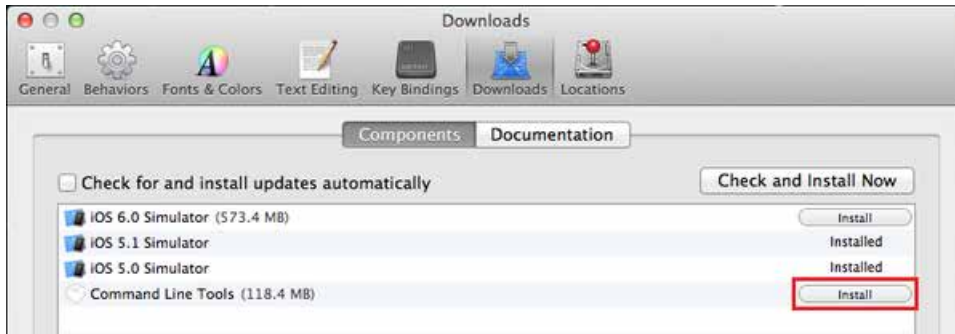 Downloads
General Behaviors Fonts & Colors Text Editing Key Bindings Downloads Locations
Components Documentation
Check for and install updates automatically Check and Install Now
iOS 6.0 Simulator (573.4 MB) Install
iOS 5.1 Simulator Installed
iOS 5.0 Simulator Installed
Command Line Tools (118.4 MB) Install